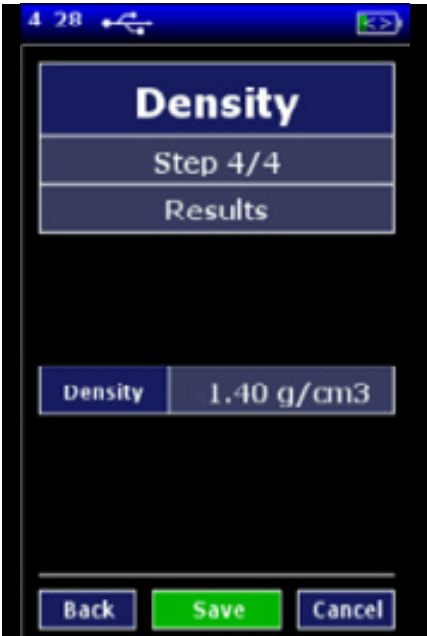 4 28
Density
Step 4/4
Results
Density 1.40 g/cm3
Back Save Cancel